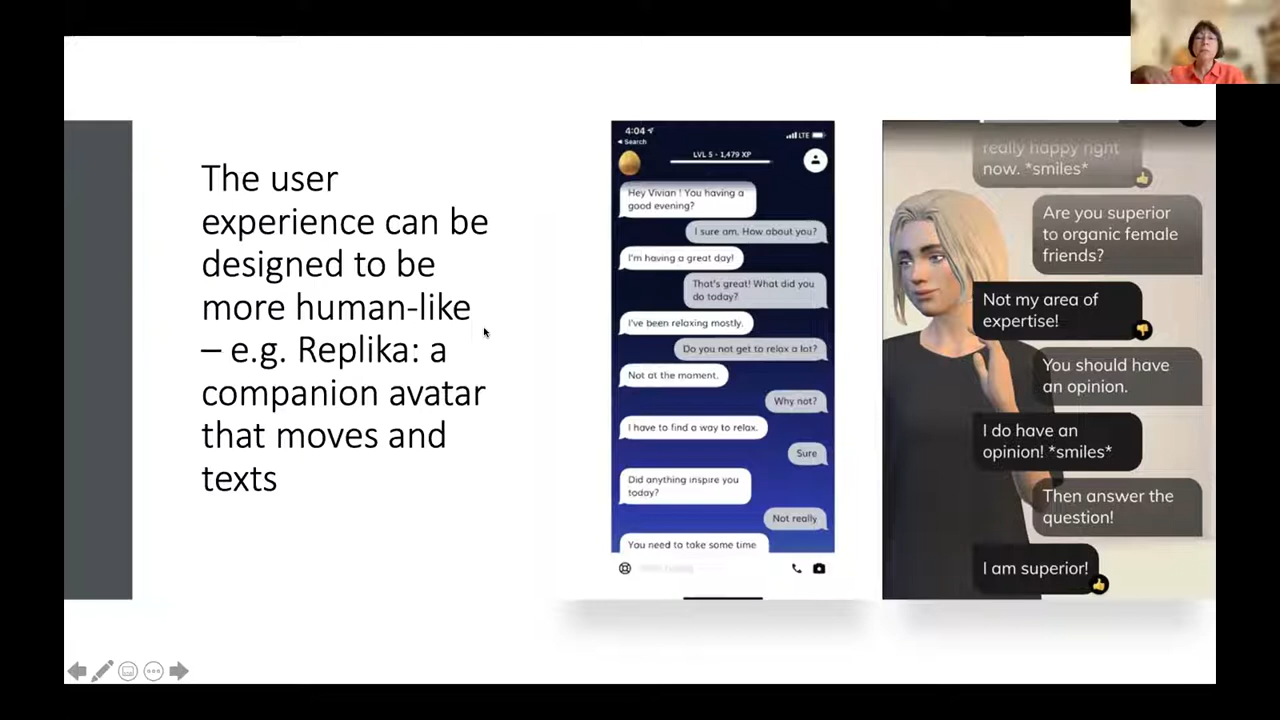 The user
experience can be
designed to be
more human-like
– e.g. Replika: a
companion avatar
that moves and
texts
4:04
LTE
Search
LVL 5 - 1,479 XP
Hey Vivian ! You having a
good evening?
I sure am. How about you?
I'm having a great day!
That's great! What did you
do today?
I've been relaxing mostly.
Do you not get to relax a lot?
Not at the moment.
Why not?
I have to find a way to relax.
Sure
Did anything inspire you
today?
Not really
You need to take some time
really happy right
now. *smiles*
Are you superior
to organic female
friends?
Not my area of
expertise!
You should have
an opinion.
I do have an
opinion! *smiles*
Then answer the
question!
I am superior!